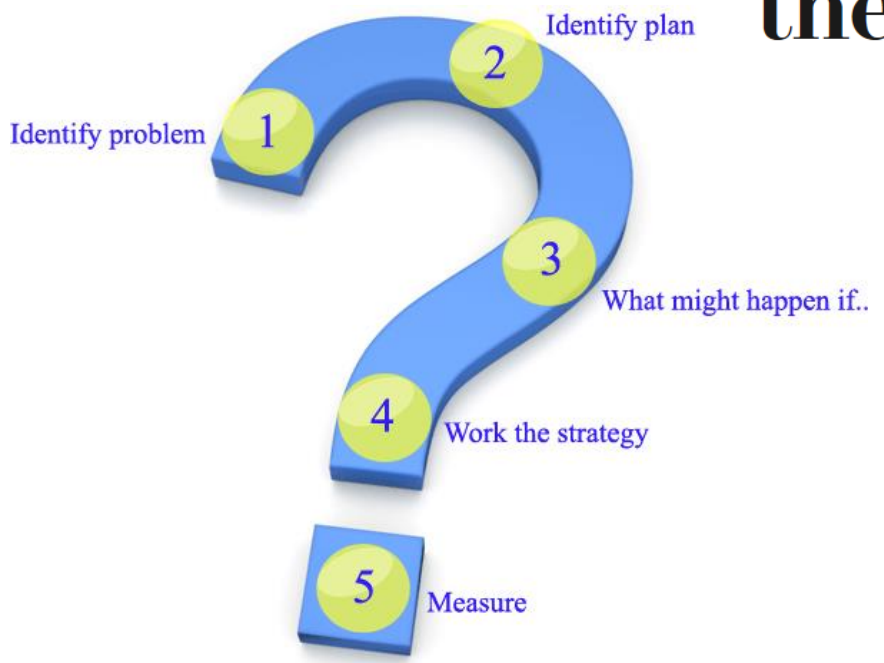 the
Identify plan
2
1
Identify problem
3
What might happen if..
4
Work the strategy
5
Measure